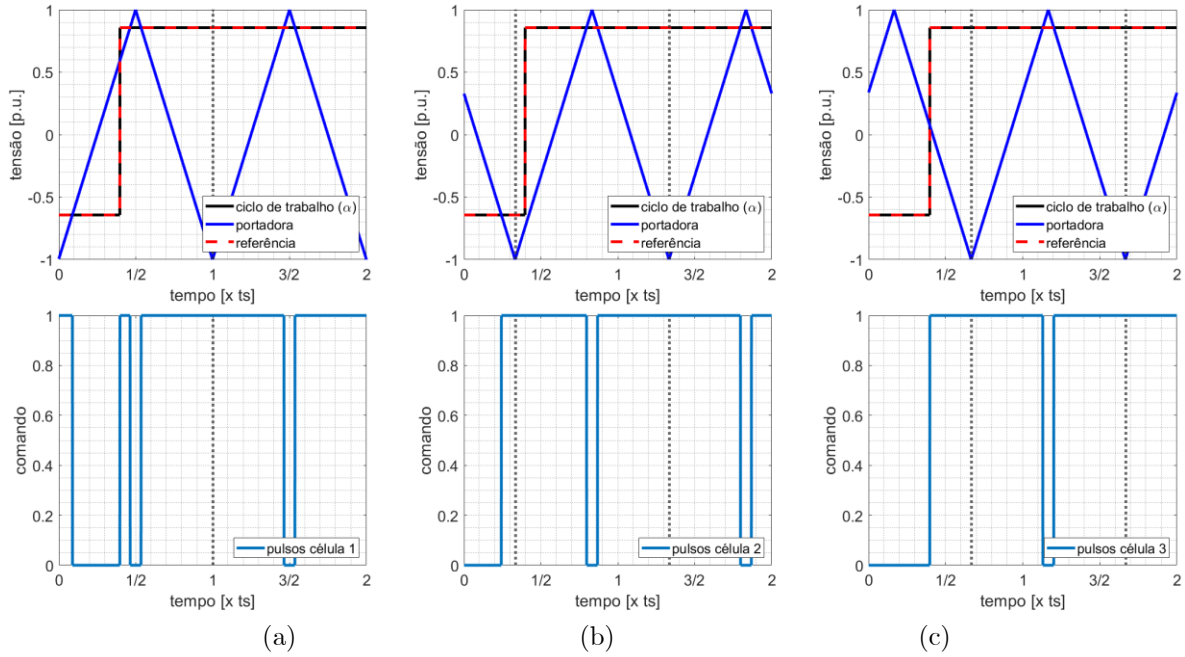 1
0.5
0
-0.5
-1
tensão [p.u.]
ciclo de trabalho (α)
portadora
referência
0 1/2 1 3/2 2
tempo [x ts]
1
0.5
0
-0.5
-1
tensão [p.u.]
ciclo de trabalho (α)
portadora
referência
0 1/2 1 3/2 2
tempo [x ts]
1
0.5
0
-0.5
-1
tensão [p.u.]
ciclo de trabalho (α)
portadora
referência
0 1/2 1 3/2 2
tempo [x ts]
1
0.8
0.6
0.4
0.2
0
comando
pulsos célula 1
0 1/2 1 3/2 2
tempo [x ts]
1
0.8
0.6
0.4
0.2
0
comando
pulsos célula 2
0 1/2 1 3/2 2
tempo [x ts]
1
0.8
0.6
0.4
0.2
0
comando
pulsos célula 3
0 1/2 1 3/2 2
tempo [x ts]
(a) (b) (c)